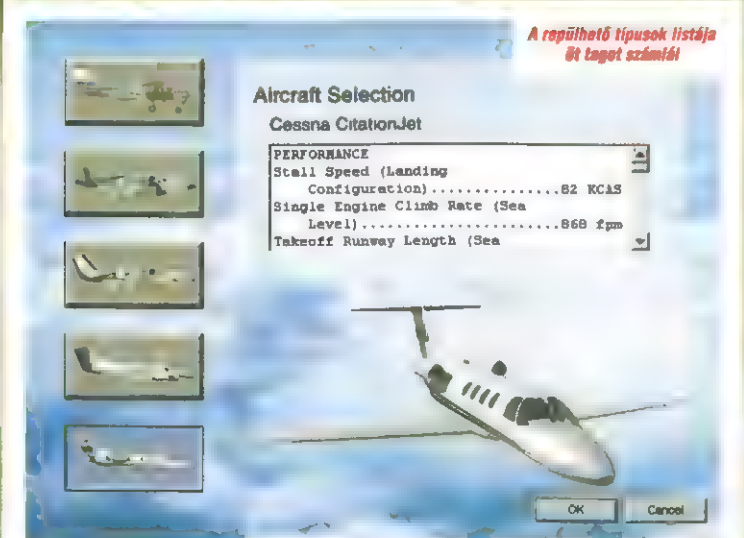 A repülhető típusok listája
öt tagot számlál
Aircraft Selection
Cessna CitationJet
PERFORMANCE
Stall Speed (Landing
Configuration)...............82 KCAS
Single Engine Climb Rate (Sea
Level).......................868 fpm
Takeoff Runway Length (Sea
OK
Cancel